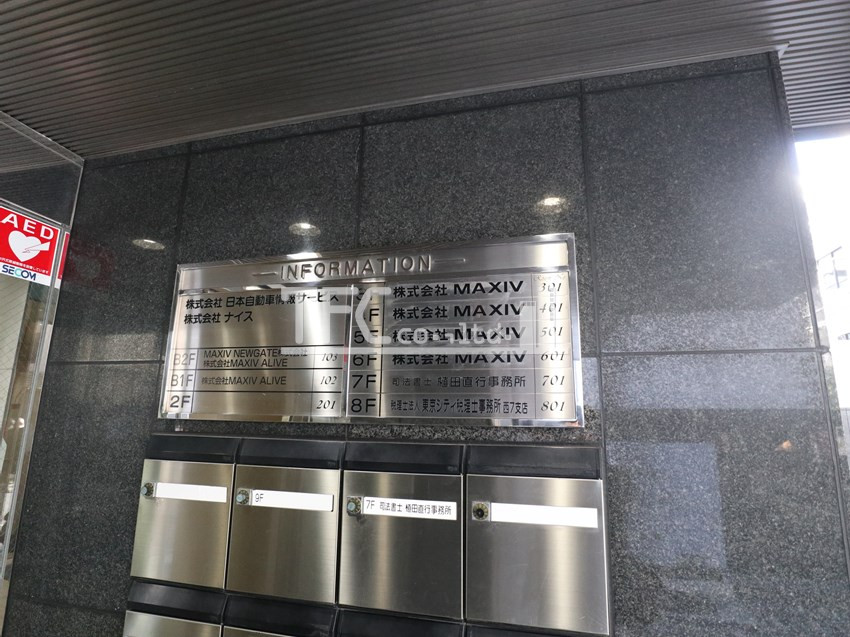 AED
SECOM
INFORMATION
株式会社 日本自動車情報サービス
株式会社 ナイス
B2F MAXIV NEWGATE 103
株式会社MAXIV ALIVE
B1F 株式会社MAXIV ALIVE 102
2F 201
株式会社 MAXIV 301
F 株式会社 MAXIV 401
5F 株式会社 MAXIV 501
6F 株式会社 MAXIV 601
7F 司法書士 植田直行事務所 701
8F 税理士法人 東京シティ税理士事務所 西7支店 801
9F
7F 司法書士 植田直行事務所
TFC co.,ltd.